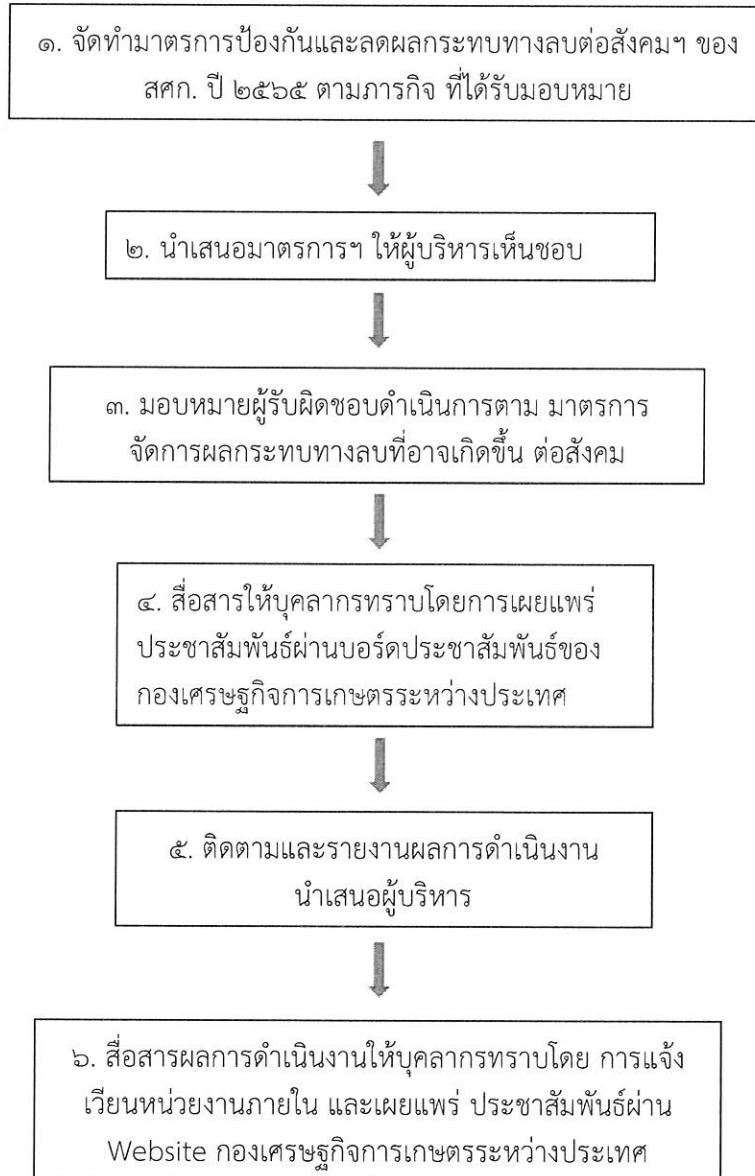 ๑. จัดทำมาตรการป้องกันและลดผลกระทบทางลบต่อสังคมฯ ของ
สศก. ปี ๒๕๖๕ ตามภารกิจ ที่ได้รับมอบหมาย
๒. นำเสนอมาตรการฯ ให้ผู้บริหารเห็นชอบ
๓. มอบหมายผู้รับผิดชอบดำเนินการตาม มาตรการ
จัดการผลกระทบทางลบที่อาจเกิดขึ้น ต่อสังคม
๔. สื่อสารให้บุคลากรทราบโดยการเผยแพร่
ประชาสัมพันธ์ผ่านบอร์ดประชาสัมพันธ์ของ
กองเศรษฐกิจการเกษตรระหว่างประเทศ
๕. ติดตามและรายงานผลการดำเนินงาน
นำเสนอผู้บริหาร
๖. สื่อสารผลการดำเนินงานให้บุคลากรทราบโดย การแจ้ง
เวียนหน่วยงานภายใน และเผยแพร่ ประชาสัมพันธ์ผ่าน
Website กองเศรษฐกิจการเกษตรระหว่างประเทศ